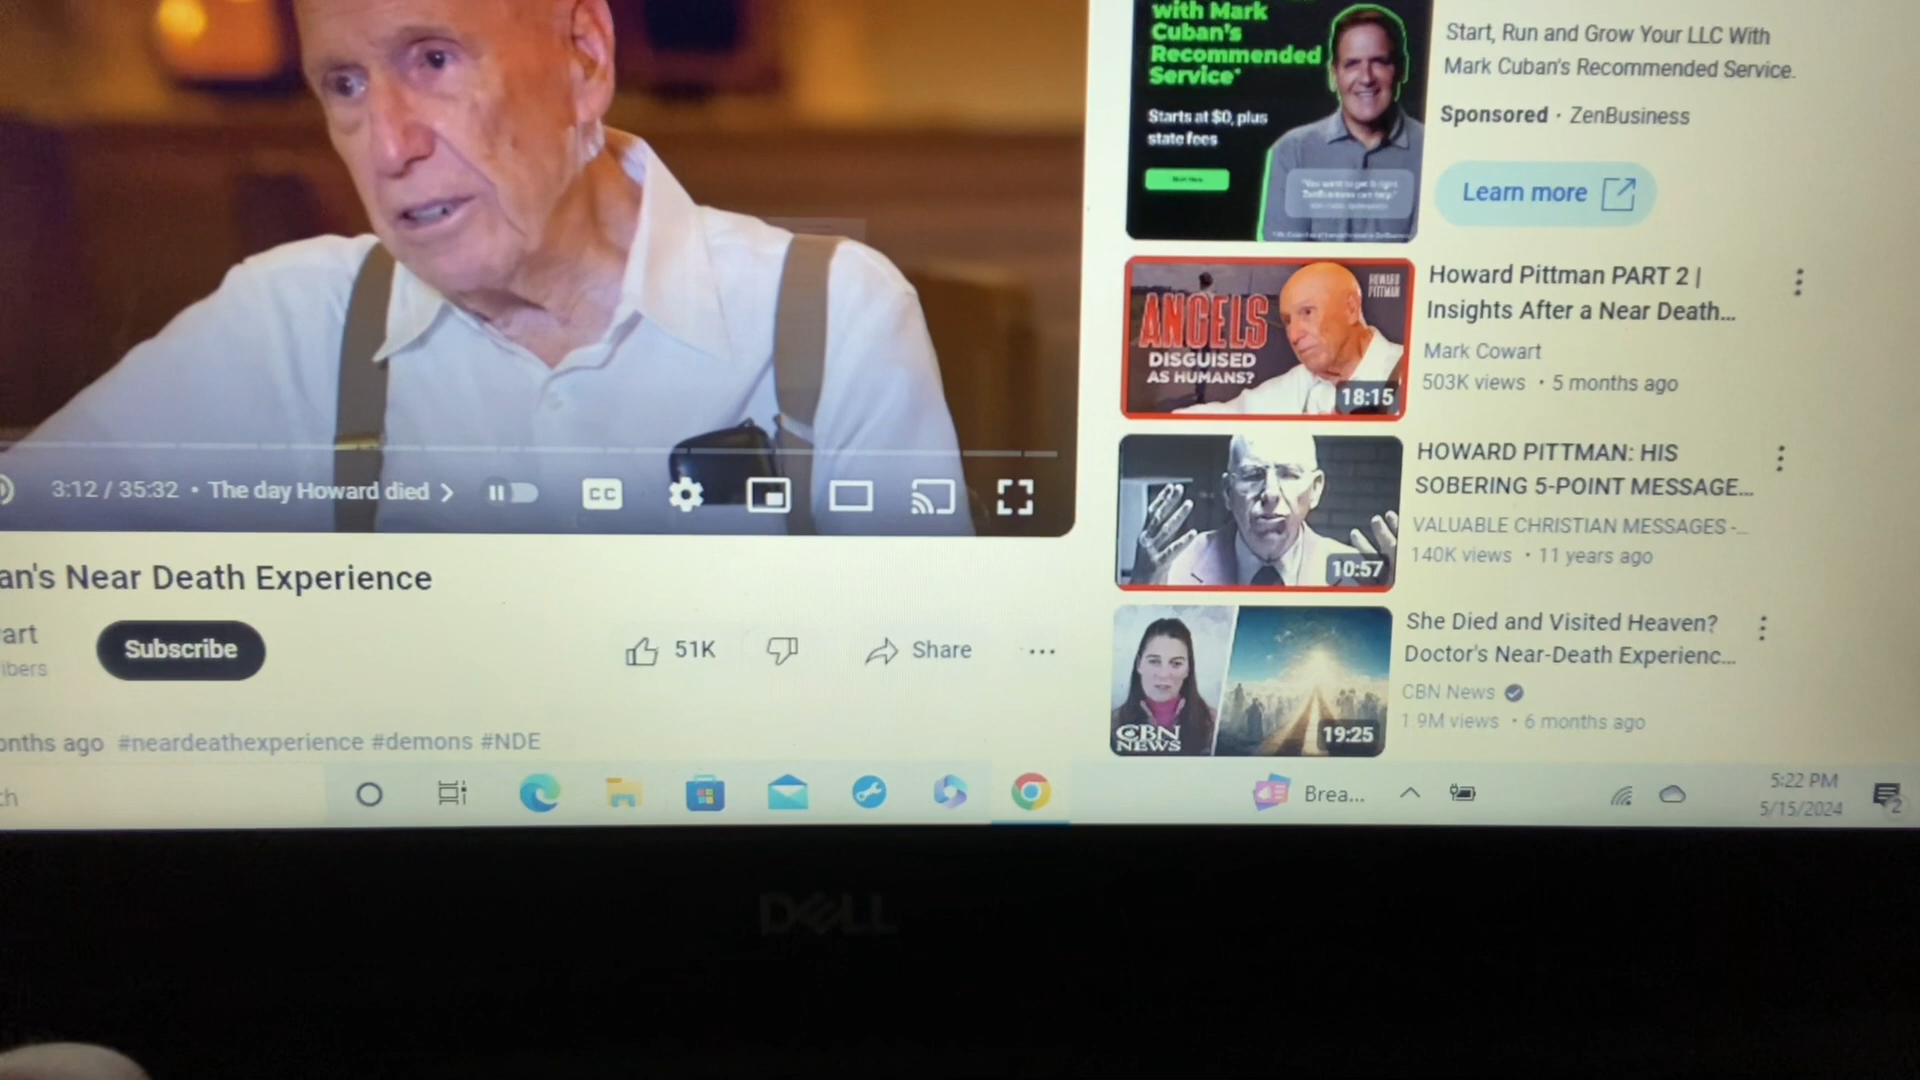 with Mark
Cuban's
Recommended
Service*
Starts at $0, plus
state fees
Start, Run and Grow Your LLC With
Mark Cuban's Recommended Service.
Sponsored · ZenBusiness
Learn more
ANGELS
DISGUISED
AS HUMANS?
HOWARD
PITTMAN
18:15
Howard Pittman PART 2 |
Insights After a Near Death...
Mark Cowart
503K views • 5 months ago
10:57
HOWARD PITTMAN: HIS
SOBERING 5-POINT MESSAGE...
VALUABLE CHRISTIAN MESSAGES -...
140K views • 11 years ago
CBN
NEWS
19:25
She Died and Visited Heaven?
Doctor's Near-Death Experienc...
CBN News
1.9M views • 6 months ago
3:12 / 35:32 • The day Howard died >
CC
an's Near Death Experience
art
ibers
Subscribe
51K
Share
onths ago #neardeathexperience #demons #NDE
ch
Brea...
5:22 PM
5/15/2024
2
DELL